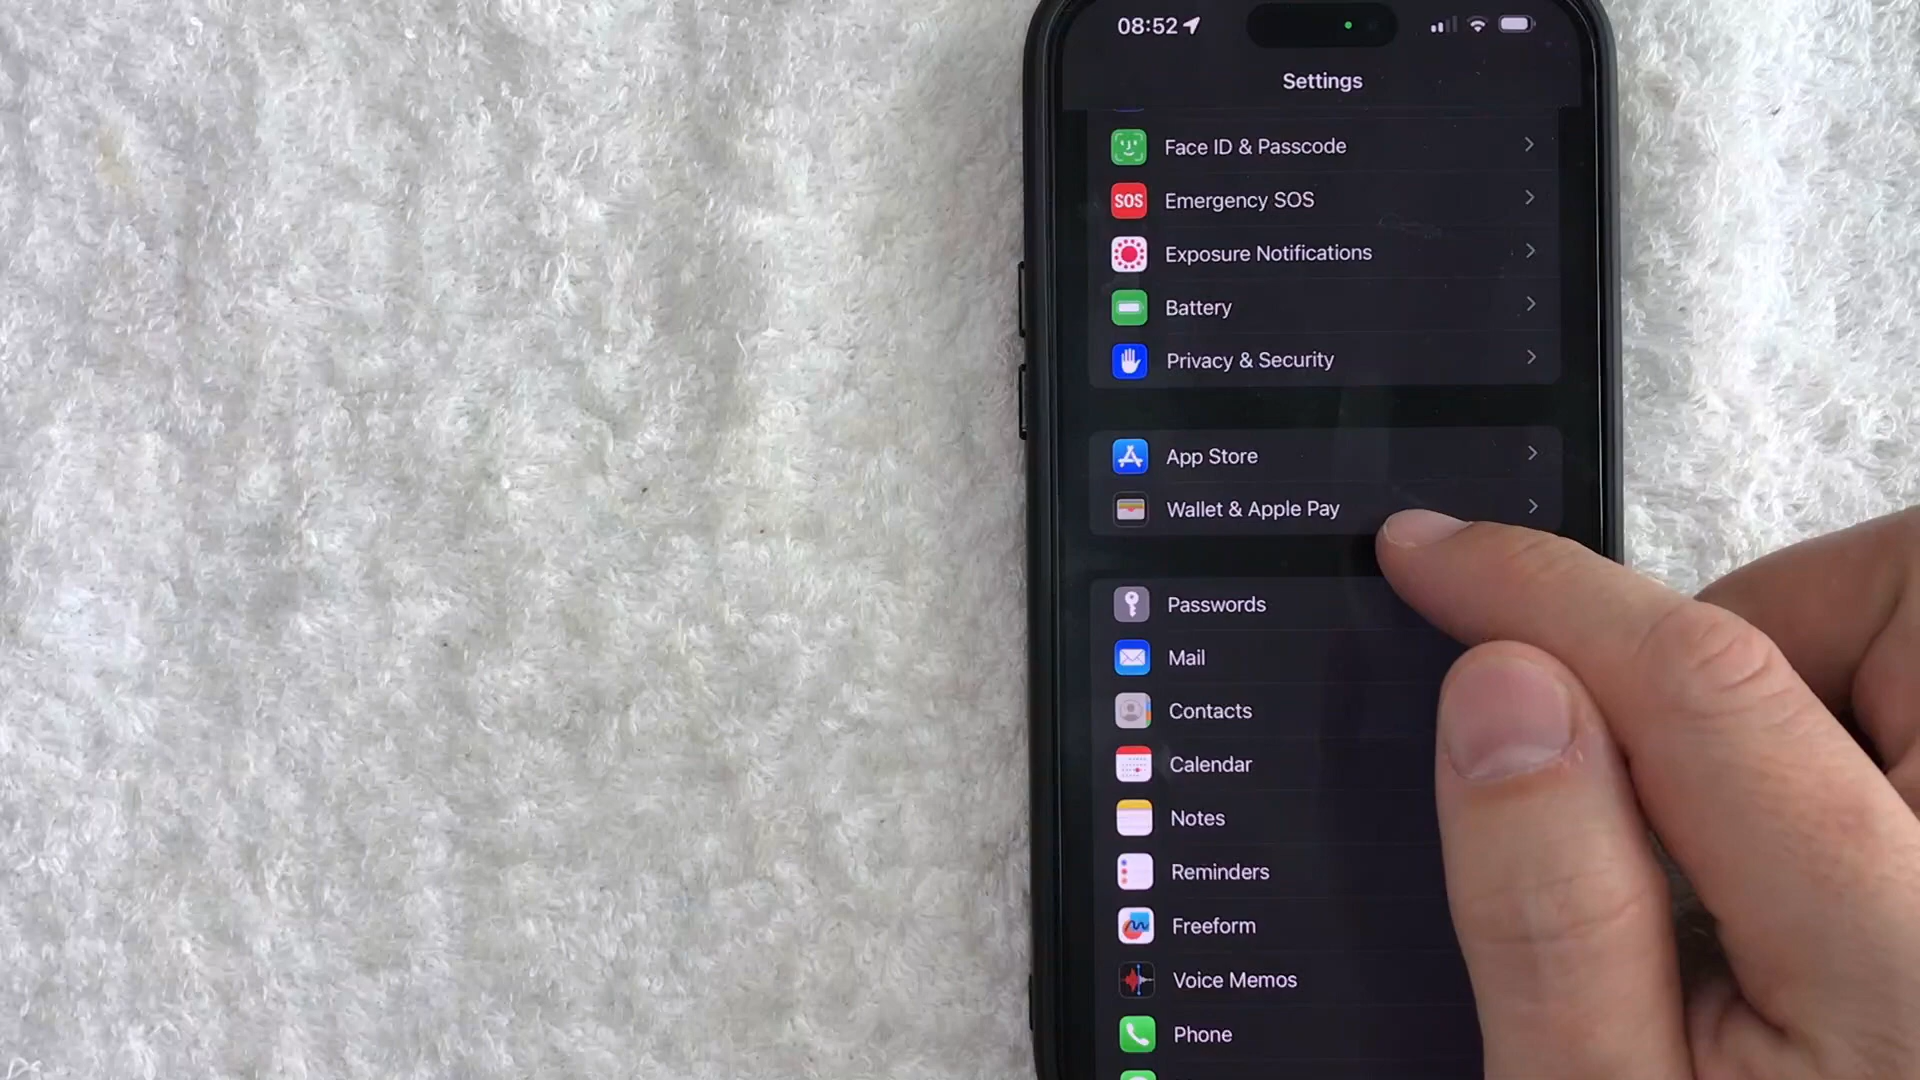 08:52
Settings
Face ID & Passcode
SOS Emergency SOS
Exposure Notifications
Battery
Privacy & Security
App Store
Wallet & Apple Pay
Passwords
Mail
Contacts
Calendar
Notes
Reminders
Freeform
Voice Memos
Phone